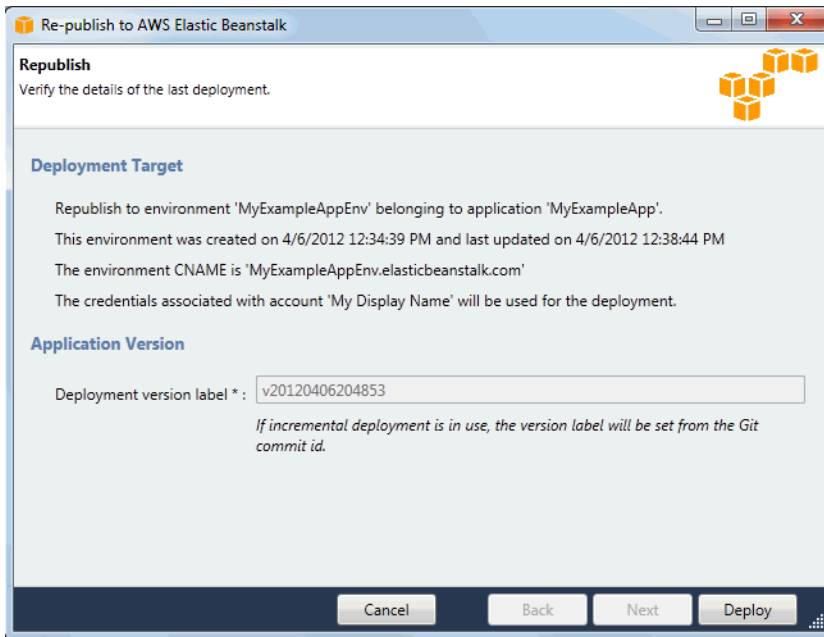 Re-publish to AWS Elastic Beanstalk
Republish
Verify the details of the last deployment.
Deployment Target
Republish to environment 'MyExampleAppEnv' belonging to application 'MyExampleApp'.
This environment was created on 4/6/2012 12:34:39 PM and last updated on 4/6/2012 12:38:44 PM
The environment CNAME is 'MyExampleAppEnv.elasticbeanstalk.com'
The credentials associated with account 'My Display Name' will be used for the deployment.
Application Version
Deployment version label * : v20120406204853
If incremental deployment is in use, the version label will be set from the Git
commit id.
Cancel Back Next Deploy